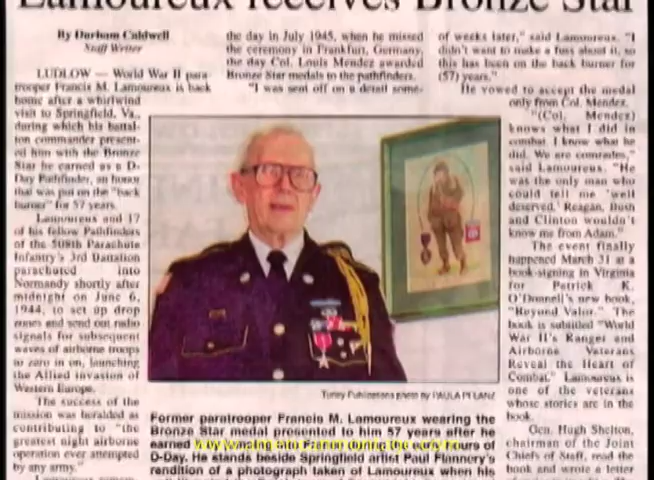 Lamoureux receives Bronze Star
By Durham Caldwell
Staff Writer
LUDLOW — World War II para-
trooper Francis M. Lamoureux is back
home after a whirlwind
visit to Springfield, Va.,
during which his battal-
ion commander present-
ed him with the Bronze
Star he earned as a D-
Day Pathfinder, an honor
that was put on the "back
burner" for 57 years.
Lamoureux and 17
of his fellow Pathfinders
of the 508th Parachute
Infantry's 3rd Battalion
parachuted into
Normandy shortly after
midnight on June 6,
1944, to set up drop
zones and send out radio
signals for subsequent
waves of airborne troops
to zero in on, launching
the Allied invasion of
Western Europe.
The success of the
mission was heralded as
contributing to "the
greatest night airborne
operation ever attempted
by any army."
the day in July 1945, when he missed
the ceremony in Frankfurt, Germany,
the day Col. Louis Mendez awarded
Bronze Star medals to the pathfinders.
"I was sent off on a detail some-
Turley Publications photo by PAULA
Former paratrooper Francis M. Lamoureux wearing the
Bronze Star medal presented to him 57 years after he
earned hours of
D-Day. He stands beside Springfield artist Paul Flannery's
rendition of a photograph taken of Lamoureux when his
of weeks later," said Lamoureux. "I
didn't want to make a fuss about it, so
this has been on the back burner for
(57) years."
He vowed to accept the medal
only from Col. Mendez.
"(Col. Mendez)
knows what I did in
combat. I know what he
did. We are comrades,"
said Lamoureux. "He
was the only man who
could tell me 'well
deserved.' Reagan, Bush
and Clinton wouldn't
know me from Adam."
The event finally
happened March 31 at a
book-signing in Virginia
for Patrick K.
O'Donnell's new book,
"Beyond Valor." The
book is subtitled "World
War II's Ranger and
Airborne Veterans
Reveal the Heart of
Combat." Lamoureux is
one of the veterans
whose stories are in the
book.
Gen. Hugh Shelton,
chairman of the Joint
Chiefs of Staff, read the
book and wrote a letter